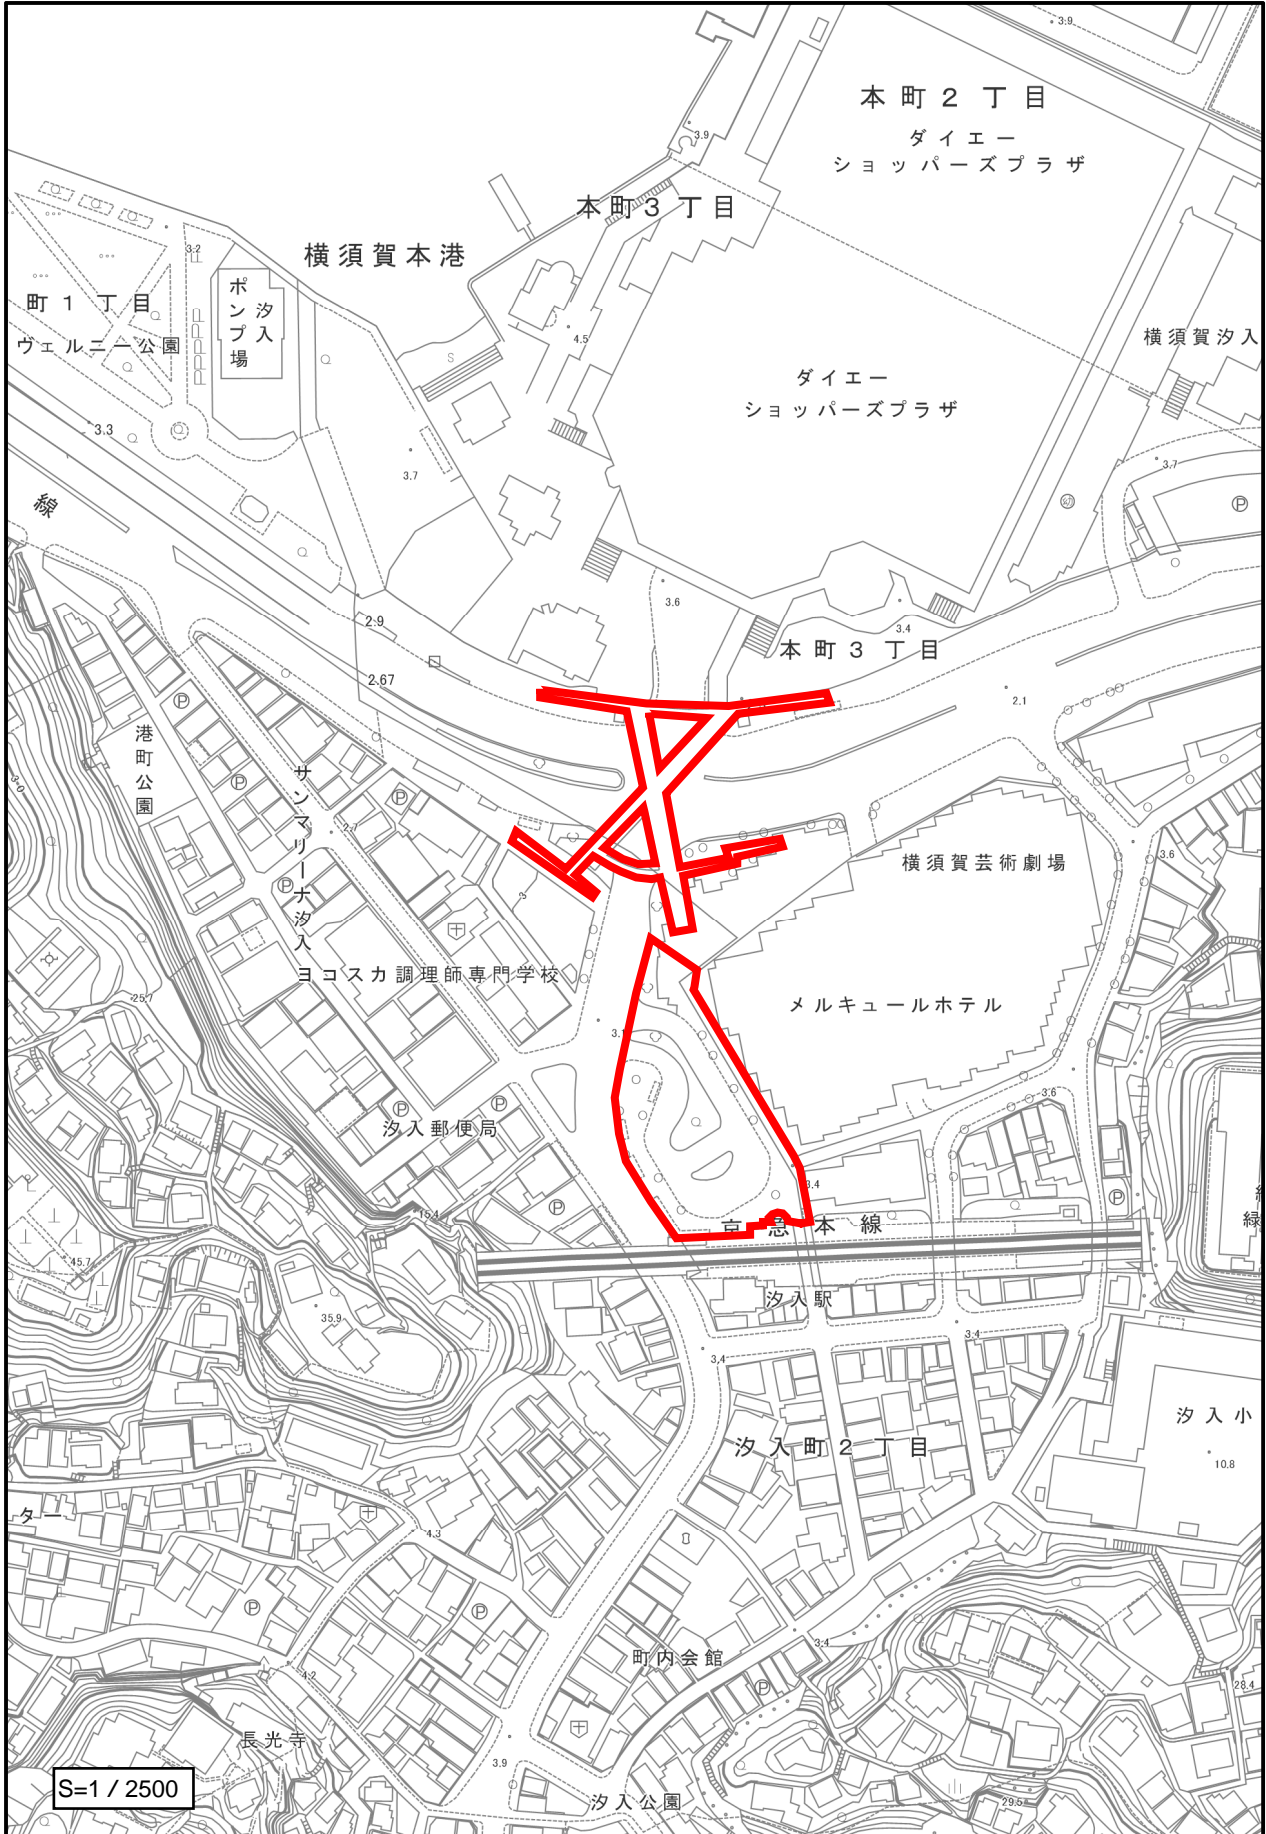 3.9
本町2丁目
ダイエー
ショッパーズプラザ
3.9
本町3丁目
横須賀本港
3.2
町1丁目
汐入
ポンプ場
ヴェルニー公園
4.5
横須賀汐入
ダイエー
ショッパーズプラザ
3.3
3.7
3.7
線
幼
P
3.6
2.9
3.4
本町3丁目
2.67
2.1
P
港町公園
サンマリーナ汐入
P
P
2.7
横須賀芸術劇場
3.6
P
3
ヨコスカ調理師専門学校
25.7
メルキュールホテル
3.1
3.6
P
P
汐入郵便局
3.4
P
P
15.4
京急本線
緑
45.7
汐入駅
35.9
3.4
3.4
汐入小
汐入町2丁目
10.8
ター
4.3
P
P
3.4
町内会館
4.2
P
28.4
長光寺
3.9
S=1 / 2500
汐入公園
29.5